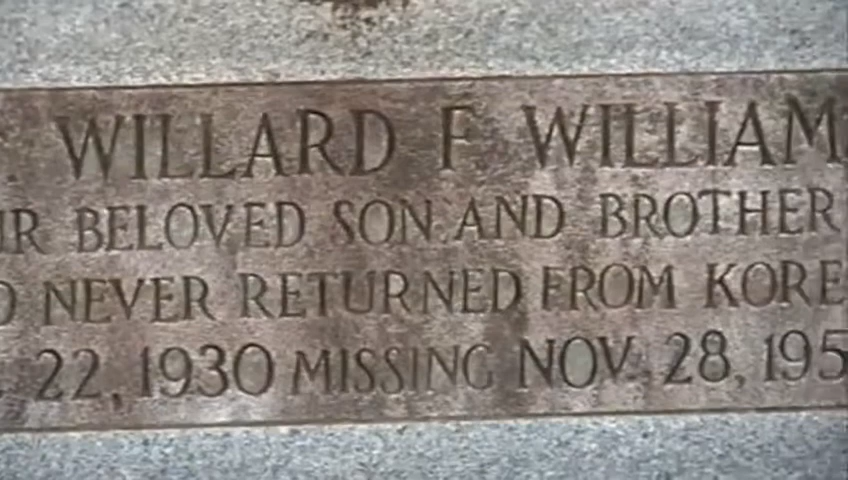 WILLARD F WILLIAM
BELOVED SON AND BROTHER
NEVER RETURNED FROM KORE
22, 1930 MISSING NOV. 28, 195